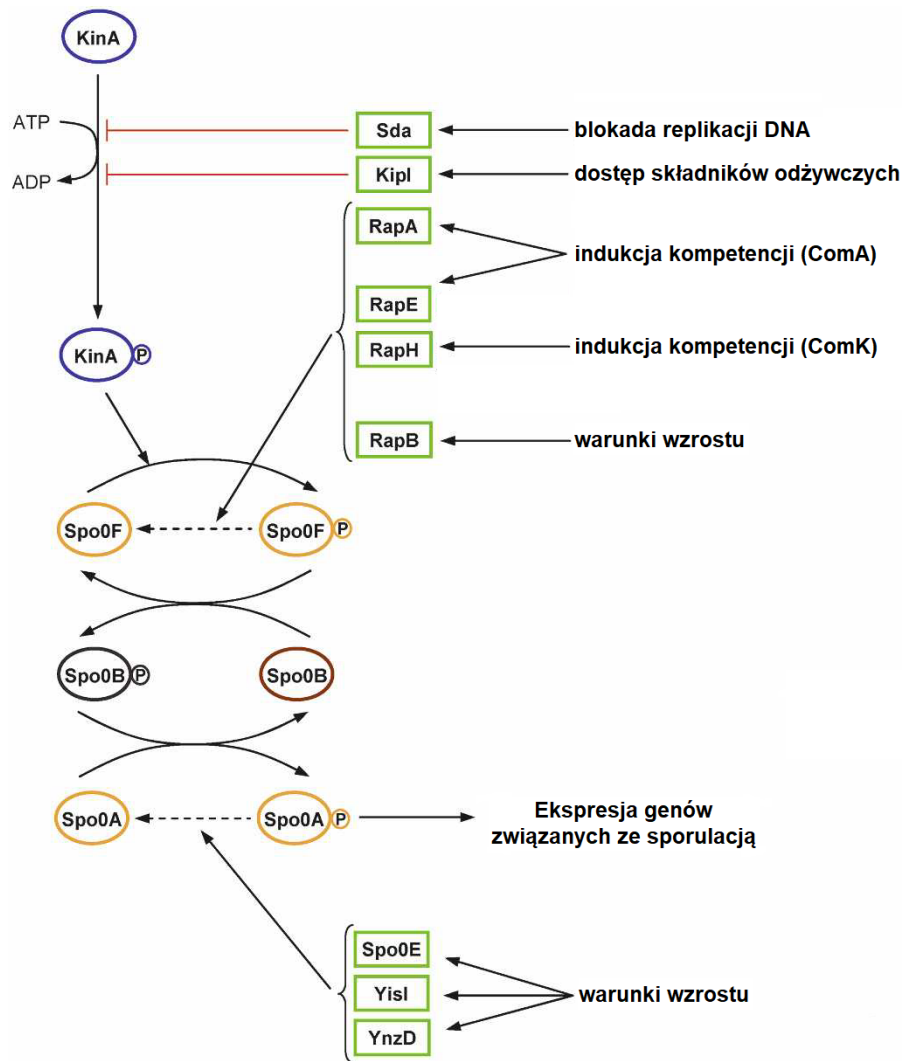 KinA
ATP
ADP
Sda
blokada replikacji DNA
KipI
dostęp składników odżywczych
RapA
indukcja kompetencji (ComA)
RapE
KinA P
RapH
indukcja kompetencji (ComK)
RapB
warunki wzrostu
Spo0F
Spo0F P
Spo0B P
Spo0B
Spo0A
Spo0A P
Ekspresja genów
związanych ze sporulacją
Spo0E
YisI
warunki wzrostu
YnzD